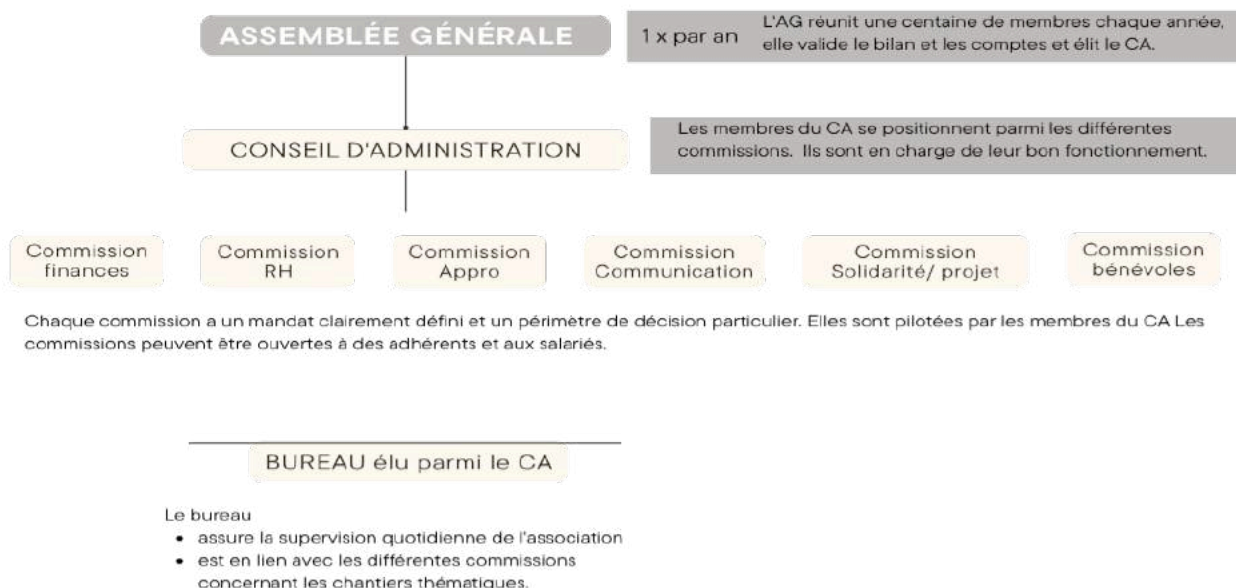 ASSEMBLÉE GÉNÉRALE
1 x par an
L'AG réunit une centaine de membres chaque année,
elle valide le bilan et les comptes et élit le CA.
CONSEIL D'ADMINISTRATION
Les membres du CA se positionnent parmi les différentes
commissions. Ils sont en charge de leur bon fonctionnement.
Commission
finances
Commission
RH
Commission
Appro
Commission
Communication
Commission
Solidarité/ projet
Commission
bénévoles
Chaque commission a un mandat clairement défini et un périmètre de décision particulier. Elles sont pilotées par les membres du CA Les
commissions peuvent être ouvertes à des adhérents et aux salariés.
BUREAU élu parmi le CA
Le bureau
• assure la supervision quotidienne de l'association
• est en lien avec les différentes commissions
concernant les chantiers thématiques.